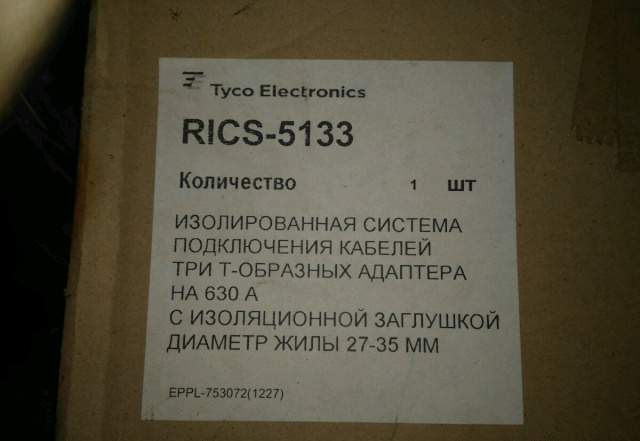 Tyco Electronics
RICS-5133
Количество 1 шт
ИЗОЛИРОВАННАЯ СИСТЕМА
ПОДКЛЮЧЕНИЯ КАБЕЛЕЙ
ТРИ Т-ОБРАЗНЫХ АДАПТЕРА
НА 630 А
С ИЗОЛЯЦИОННОЙ ЗАГЛУШКОЙ
ДИАМЕТР ЖИЛЫ 27-35 ММ
EPPL-753072(1227)